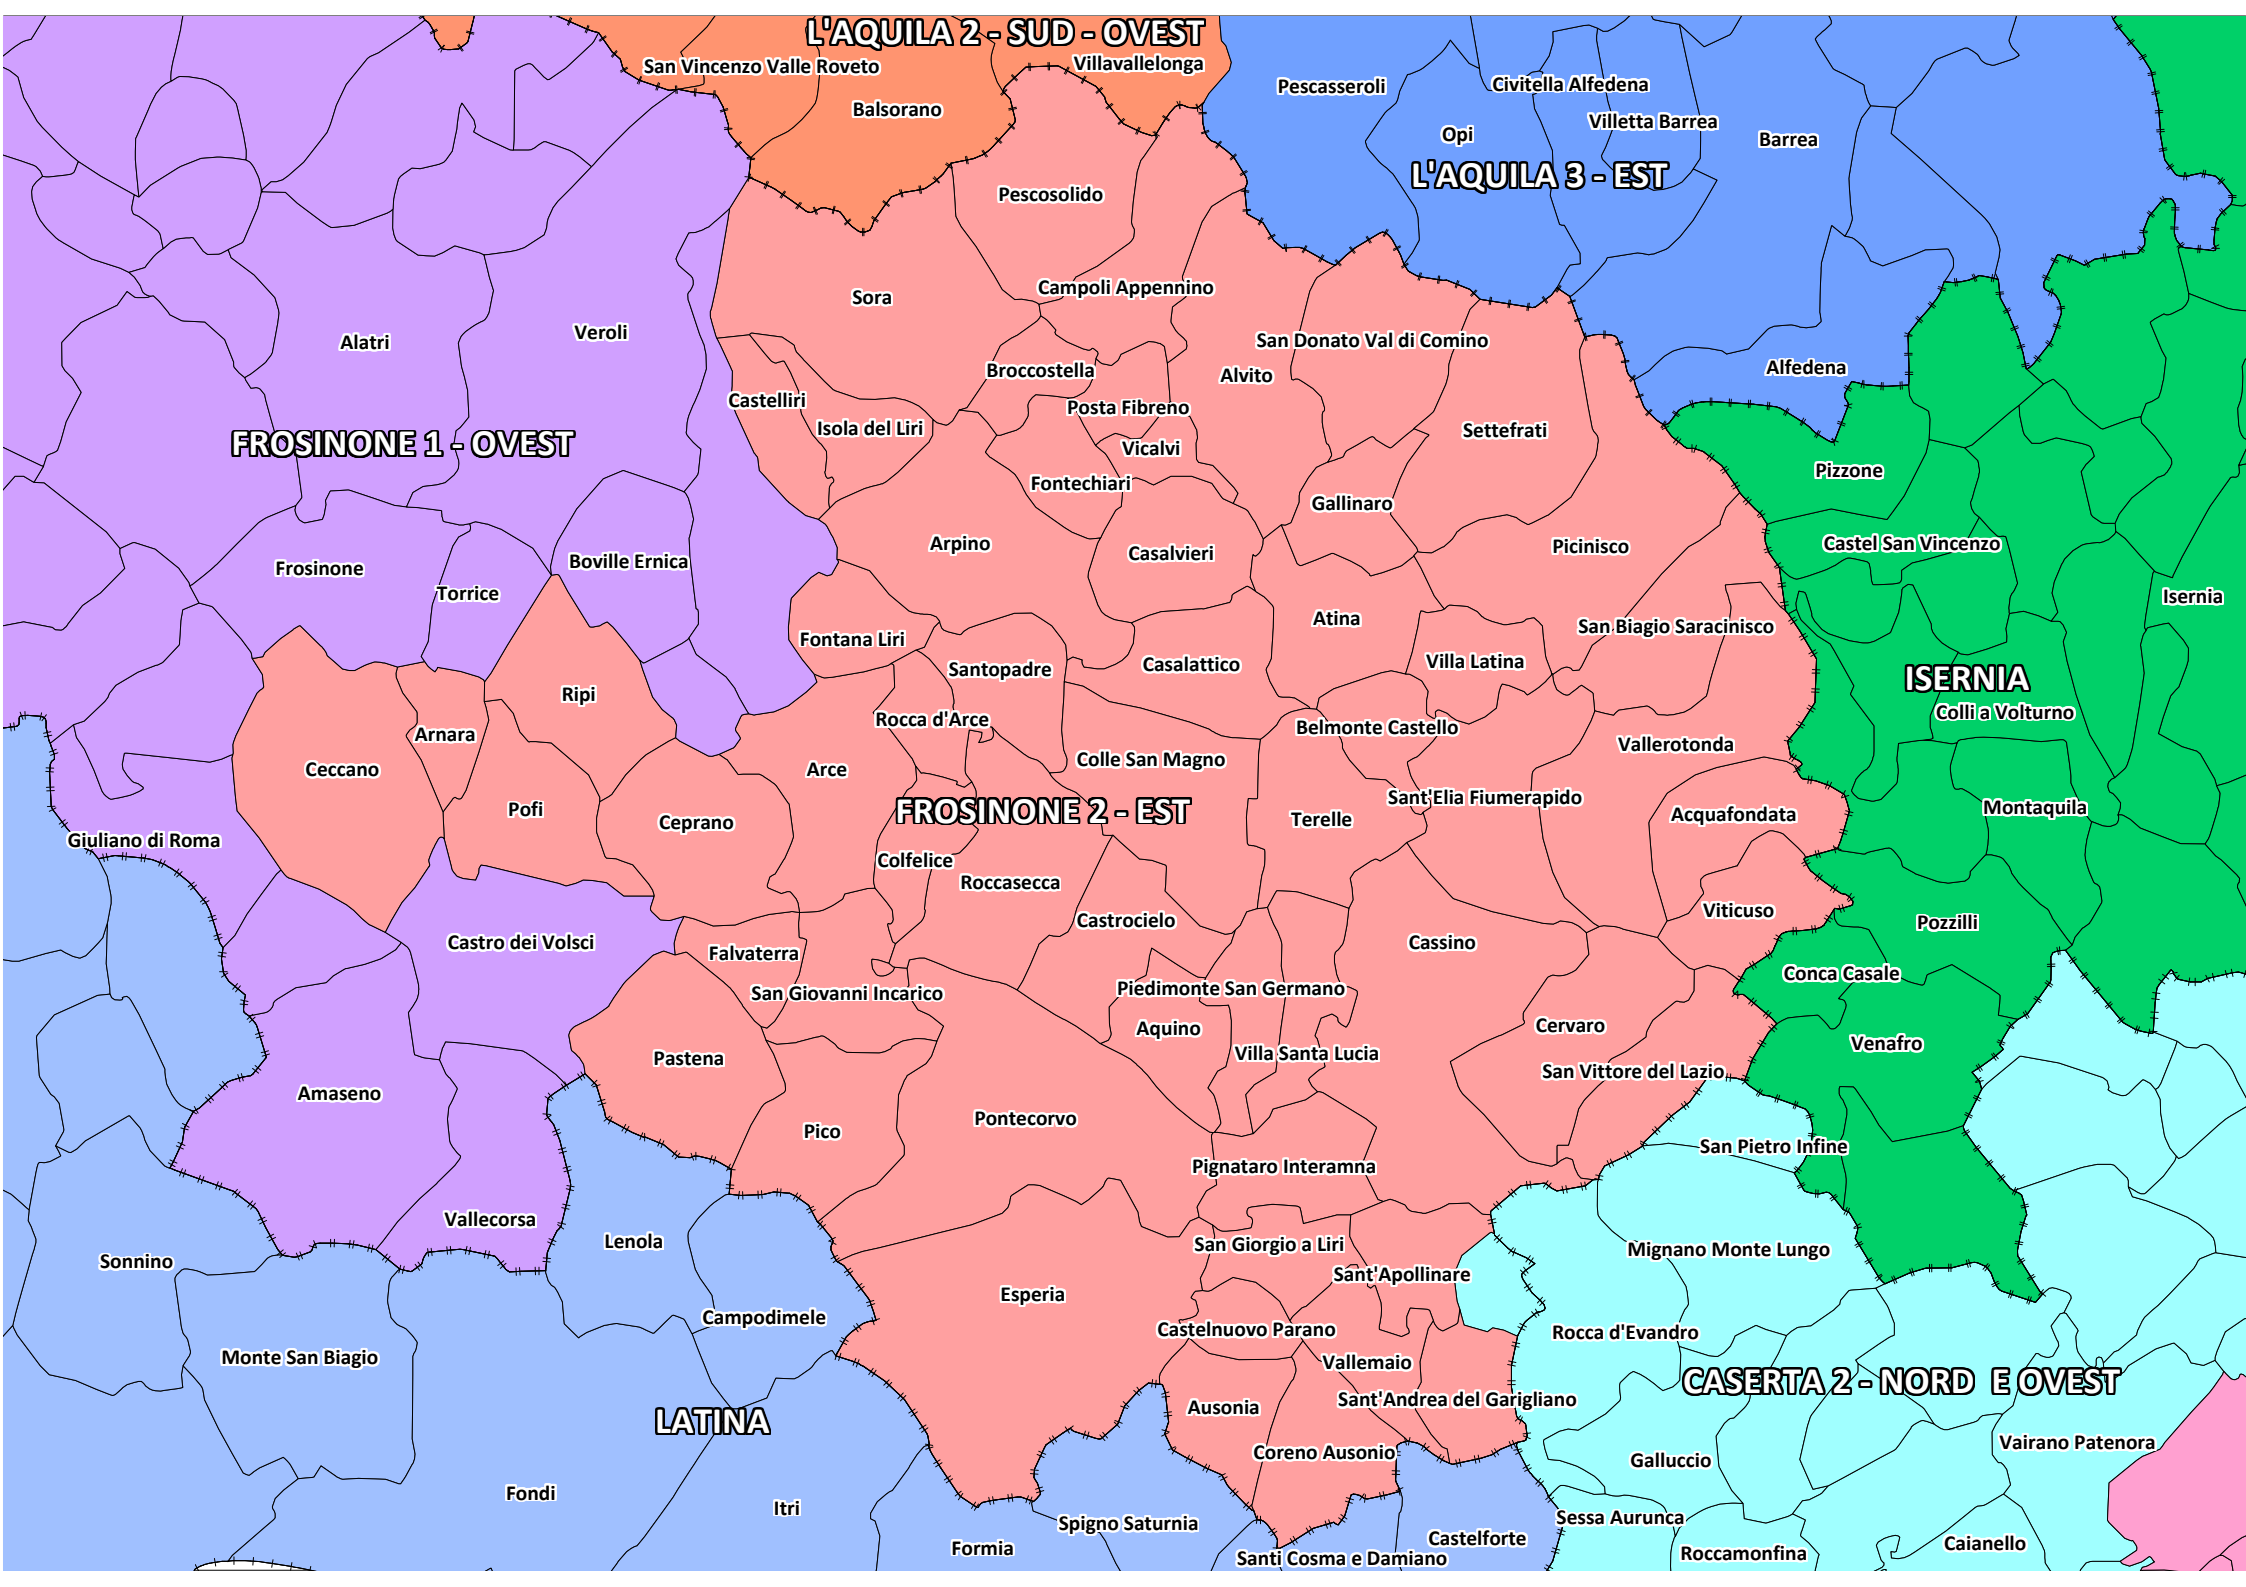 L'AQUILA 2 - SUD - OVEST
San Vincenzo Valle Roveto
Villavallelonga
Balsorano
Pescasseroli
Civitella Alfedena
Opi
Villetta Barrea
Barrea
L'AQUILA 3 - EST
Pescosolido
Sora
Campoli Appennino
Alatri
Veroli
San Donato Val di Comino
Broccostella
Alvito
Alfedena
Castelliri
Posta Fibreno
Isola del Liri
Settefrati
FROSINONE 1 - OVEST
Vicalvi
Pizzone
Fontechiari
Gallinaro
Arpino
Casalvieri
Picinisco
Castel San Vincenzo
Frosinone
Boville Ernica
Torrice
Isernia
Atina
San Biagio Saracinisco
Fontana Liri
Santopadre
Casalattico
Villa Latina
ISERNIA
Ripi
Colli a Volturno
Rocca d'Arce
Belmonte Castello
Arnara
Vallerotonda
Ceccano
Arce
Colle San Magno
Sant'Elia Fiumerapido
Pofi
FROSINONE 2 - EST
Montaquila
Ceprano
Terelle
Acquafondata
Giuliano di Roma
Colfelice
Roccasecca
Castrocielo
Viticuso
Pozzilli
Castro dei Volsci
Cassino
Falvaterra
Conca Casale
San Giovanni Incarico
Piedimonte San Germano
Aquino
Cervaro
Pastena
Villa Santa Lucia
Venafro
San Vittore del Lazio
Amaseno
Pico
Pontecorvo
San Pietro Infine
Pignataro Interamna
Vallecorsa
Lenola
San Giorgio a Liri
Mignano Monte Lungo
Sonnino
Sant'Apollinare
Esperia
Campodimele
Castelnuovo Parano
Rocca d'Evandro
Monte San Biagio
Vallemaio
CASERTA 2 - NORD  E OVEST
Sant'Andrea del Garigliano
Ausonia
LATINA
Vairano Patenora
Coreno Ausonio
Galluccio
Fondi
Itri
Sessa Aurunca
Spigno Saturnia
Castelforte
Caianello
Formia
Roccamonfina
Santi Cosma e Damiano